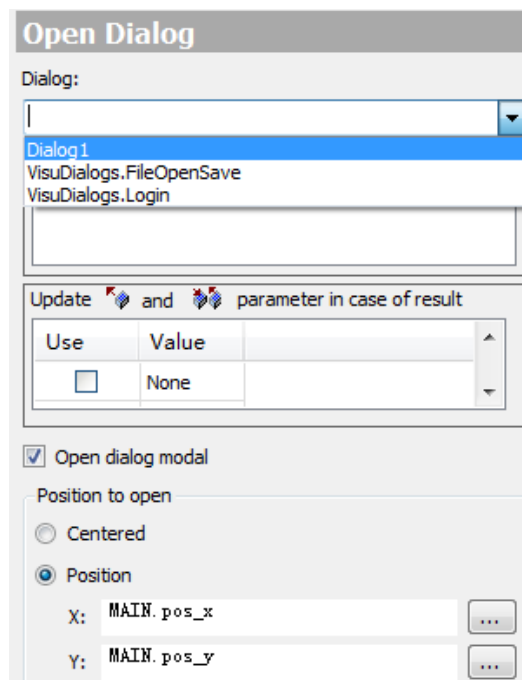 Open Dialog
Dialog:
Dialog1
VisuDialogs.FileOpenSave
VisuDialogs.Login
Update and parameter in case of result
Use Value
None
Open dialog modal
Position to open
Centered
Position
X: MAIN.pos_x ...
Y: MAIN.pos_y ...